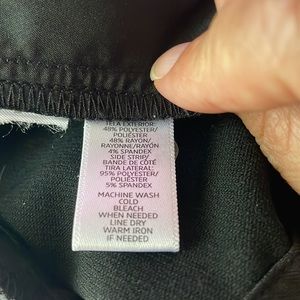 TELA EXTERIOR:
48% POLYESTER/
POLIÉSTER
48% RAYON/
RAYONNE/RAYÓN
4% SPANDEX
SIDE STRIP/
BANDE DE CÔTÉ
TIRA LATERAL:
95% POLYESTER/
POLIÉSTER
5% SPANDEX
MACHINE WASH
COLD
BLEACH
WHEN NEEDED
LINE DRY
WARM IRON
IF NEEDED